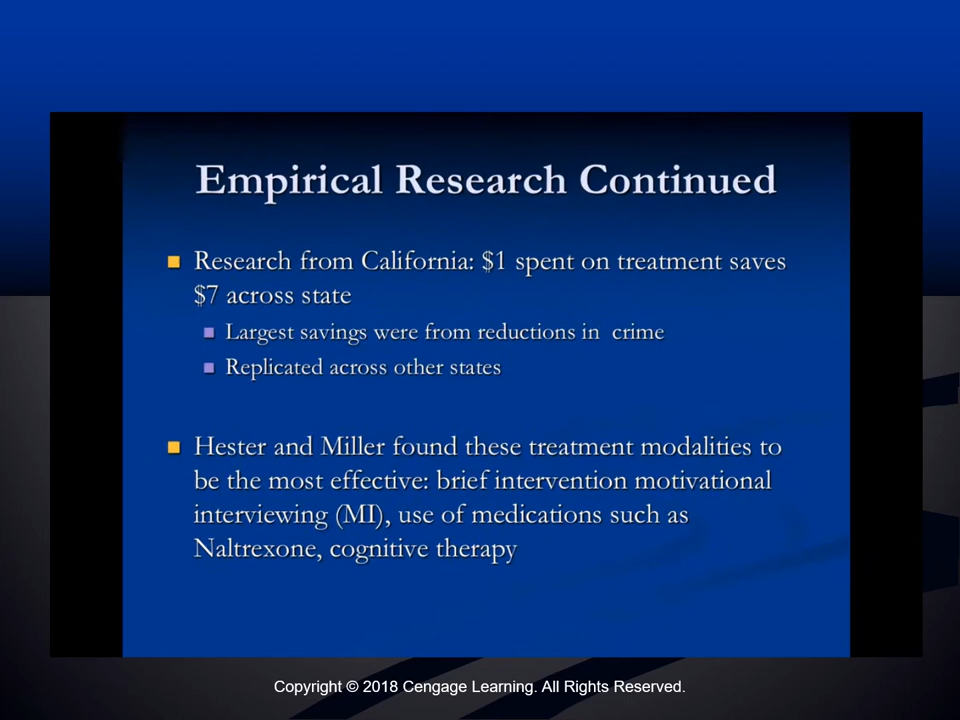 Empirical Research Continued
Research from California: $1 spent on treatment saves
$7 across state
Largest savings were from reductions in crime
Replicated across other states
Hester and Miller found these treatment modalities to
be the most effective: brief intervention motivational
interviewing (MI), use of medications such as
Naltrexone, cognitive therapy
Copyright © 2018 Cengage Learning. All Rights Reserved.